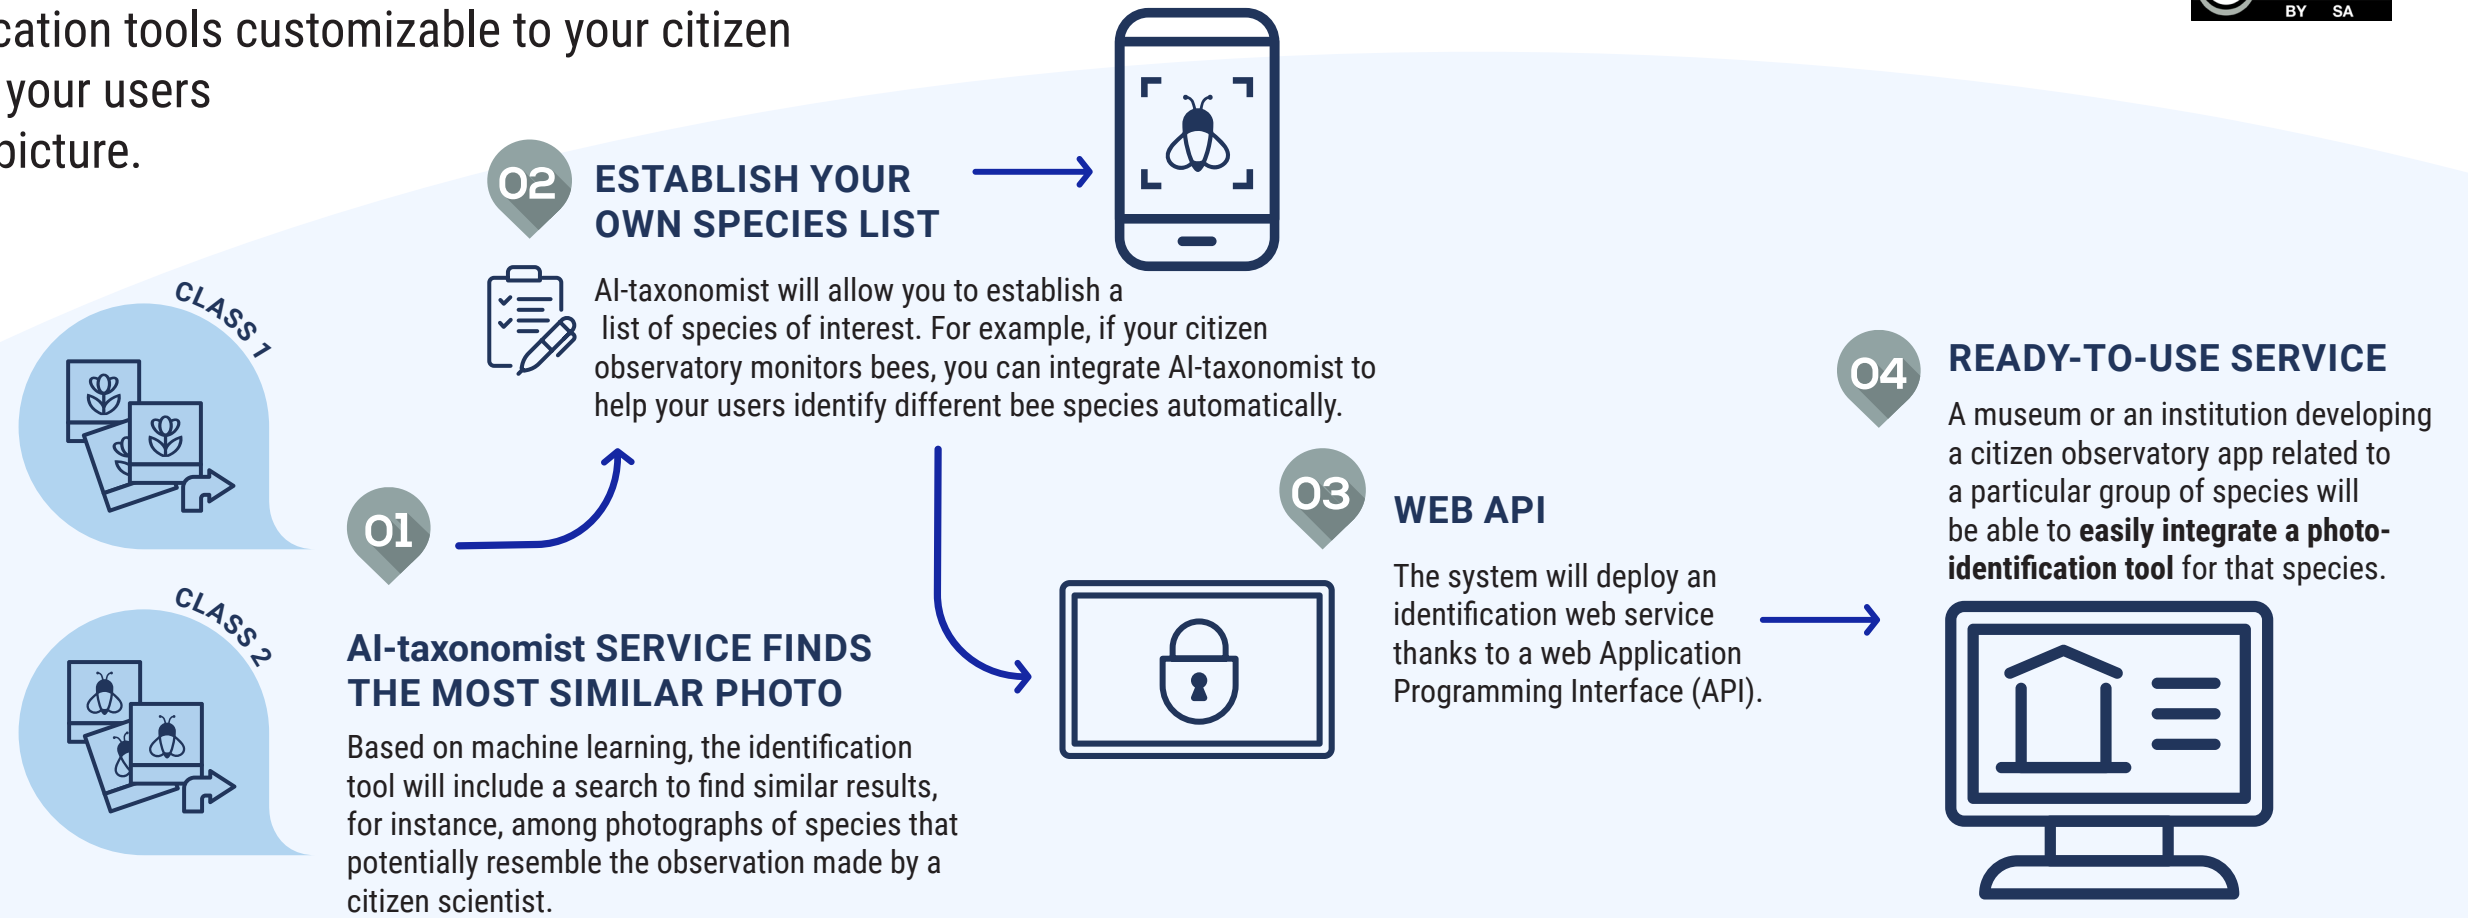 cation tools customizable to your citizen
your users
picture.
BY SA
02
ESTABLISH YOUR
OWN SPECIES LIST
AI-taxonomist will allow you to establish a
list of species of interest. For example, if your citizen
observatory monitors bees, you can integrate AI-taxonomist to
help your users identify different bee species automatically.
CLASS 1
CLASS 2
01
AI-taxonomist SERVICE FINDS
THE MOST SIMILAR PHOTO
Based on machine learning, the identification
tool will include a search to find similar results,
for instance, among photographs of species that
potentially resemble the observation made by a
citizen scientist.
03
WEB API
The system will deploy an
identification web service
thanks to a web Application
Programming Interface (API).
04
READY-TO-USE SERVICE
A museum or an institution developing
a citizen observatory app related to
a particular group of species will
be able to easily integrate a photo-
identification tool for that species.